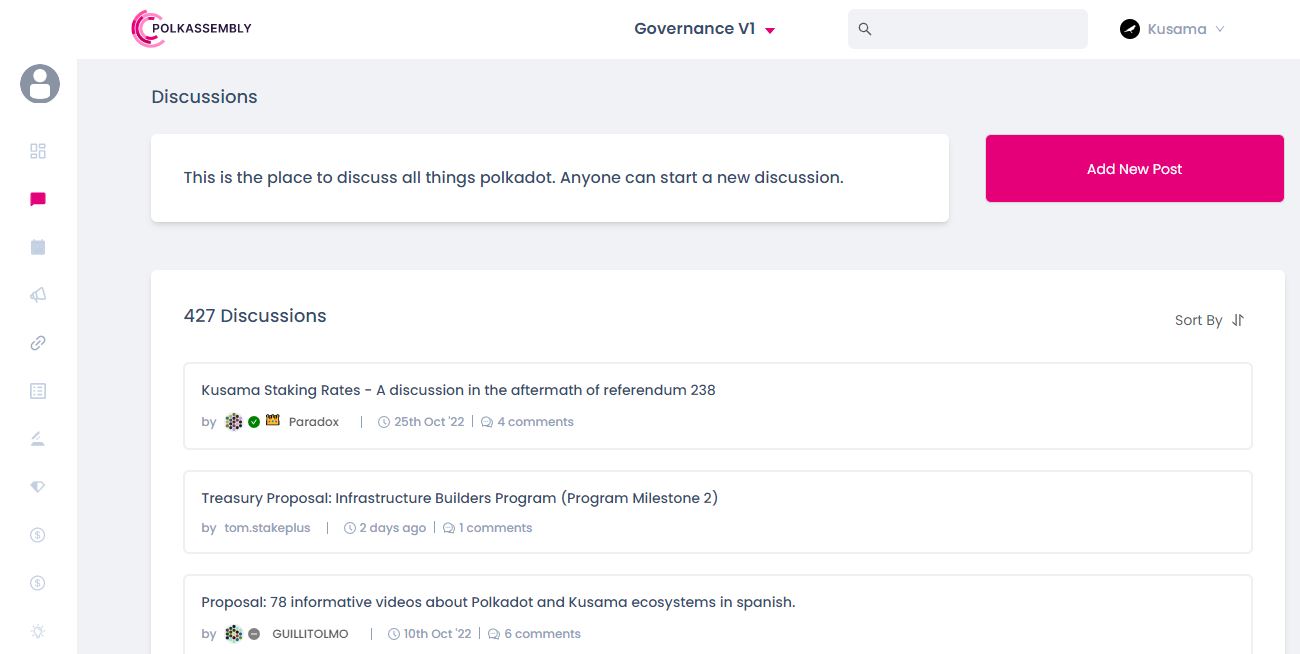 POLKASSEMBLY
Governance V1
Kusama
Discussions
This is the place to discuss all things polkadot. Anyone can start a new discussion.
Add New Post
427 Discussions
Sort By
Kusama Staking Rates - A discussion in the aftermath of referendum 238
by Paradox | 25th Oct '22 | 4 comments
Treasury Proposal: Infrastructure Builders Program (Program Milestone 2)
by tom.stakeplus | 2 days ago | 1 comments
Proposal: 78 informative videos about Polkadot and Kusama ecosystems in spanish.
by GUILLITOLMO | 10th Oct '22 | 6 comments